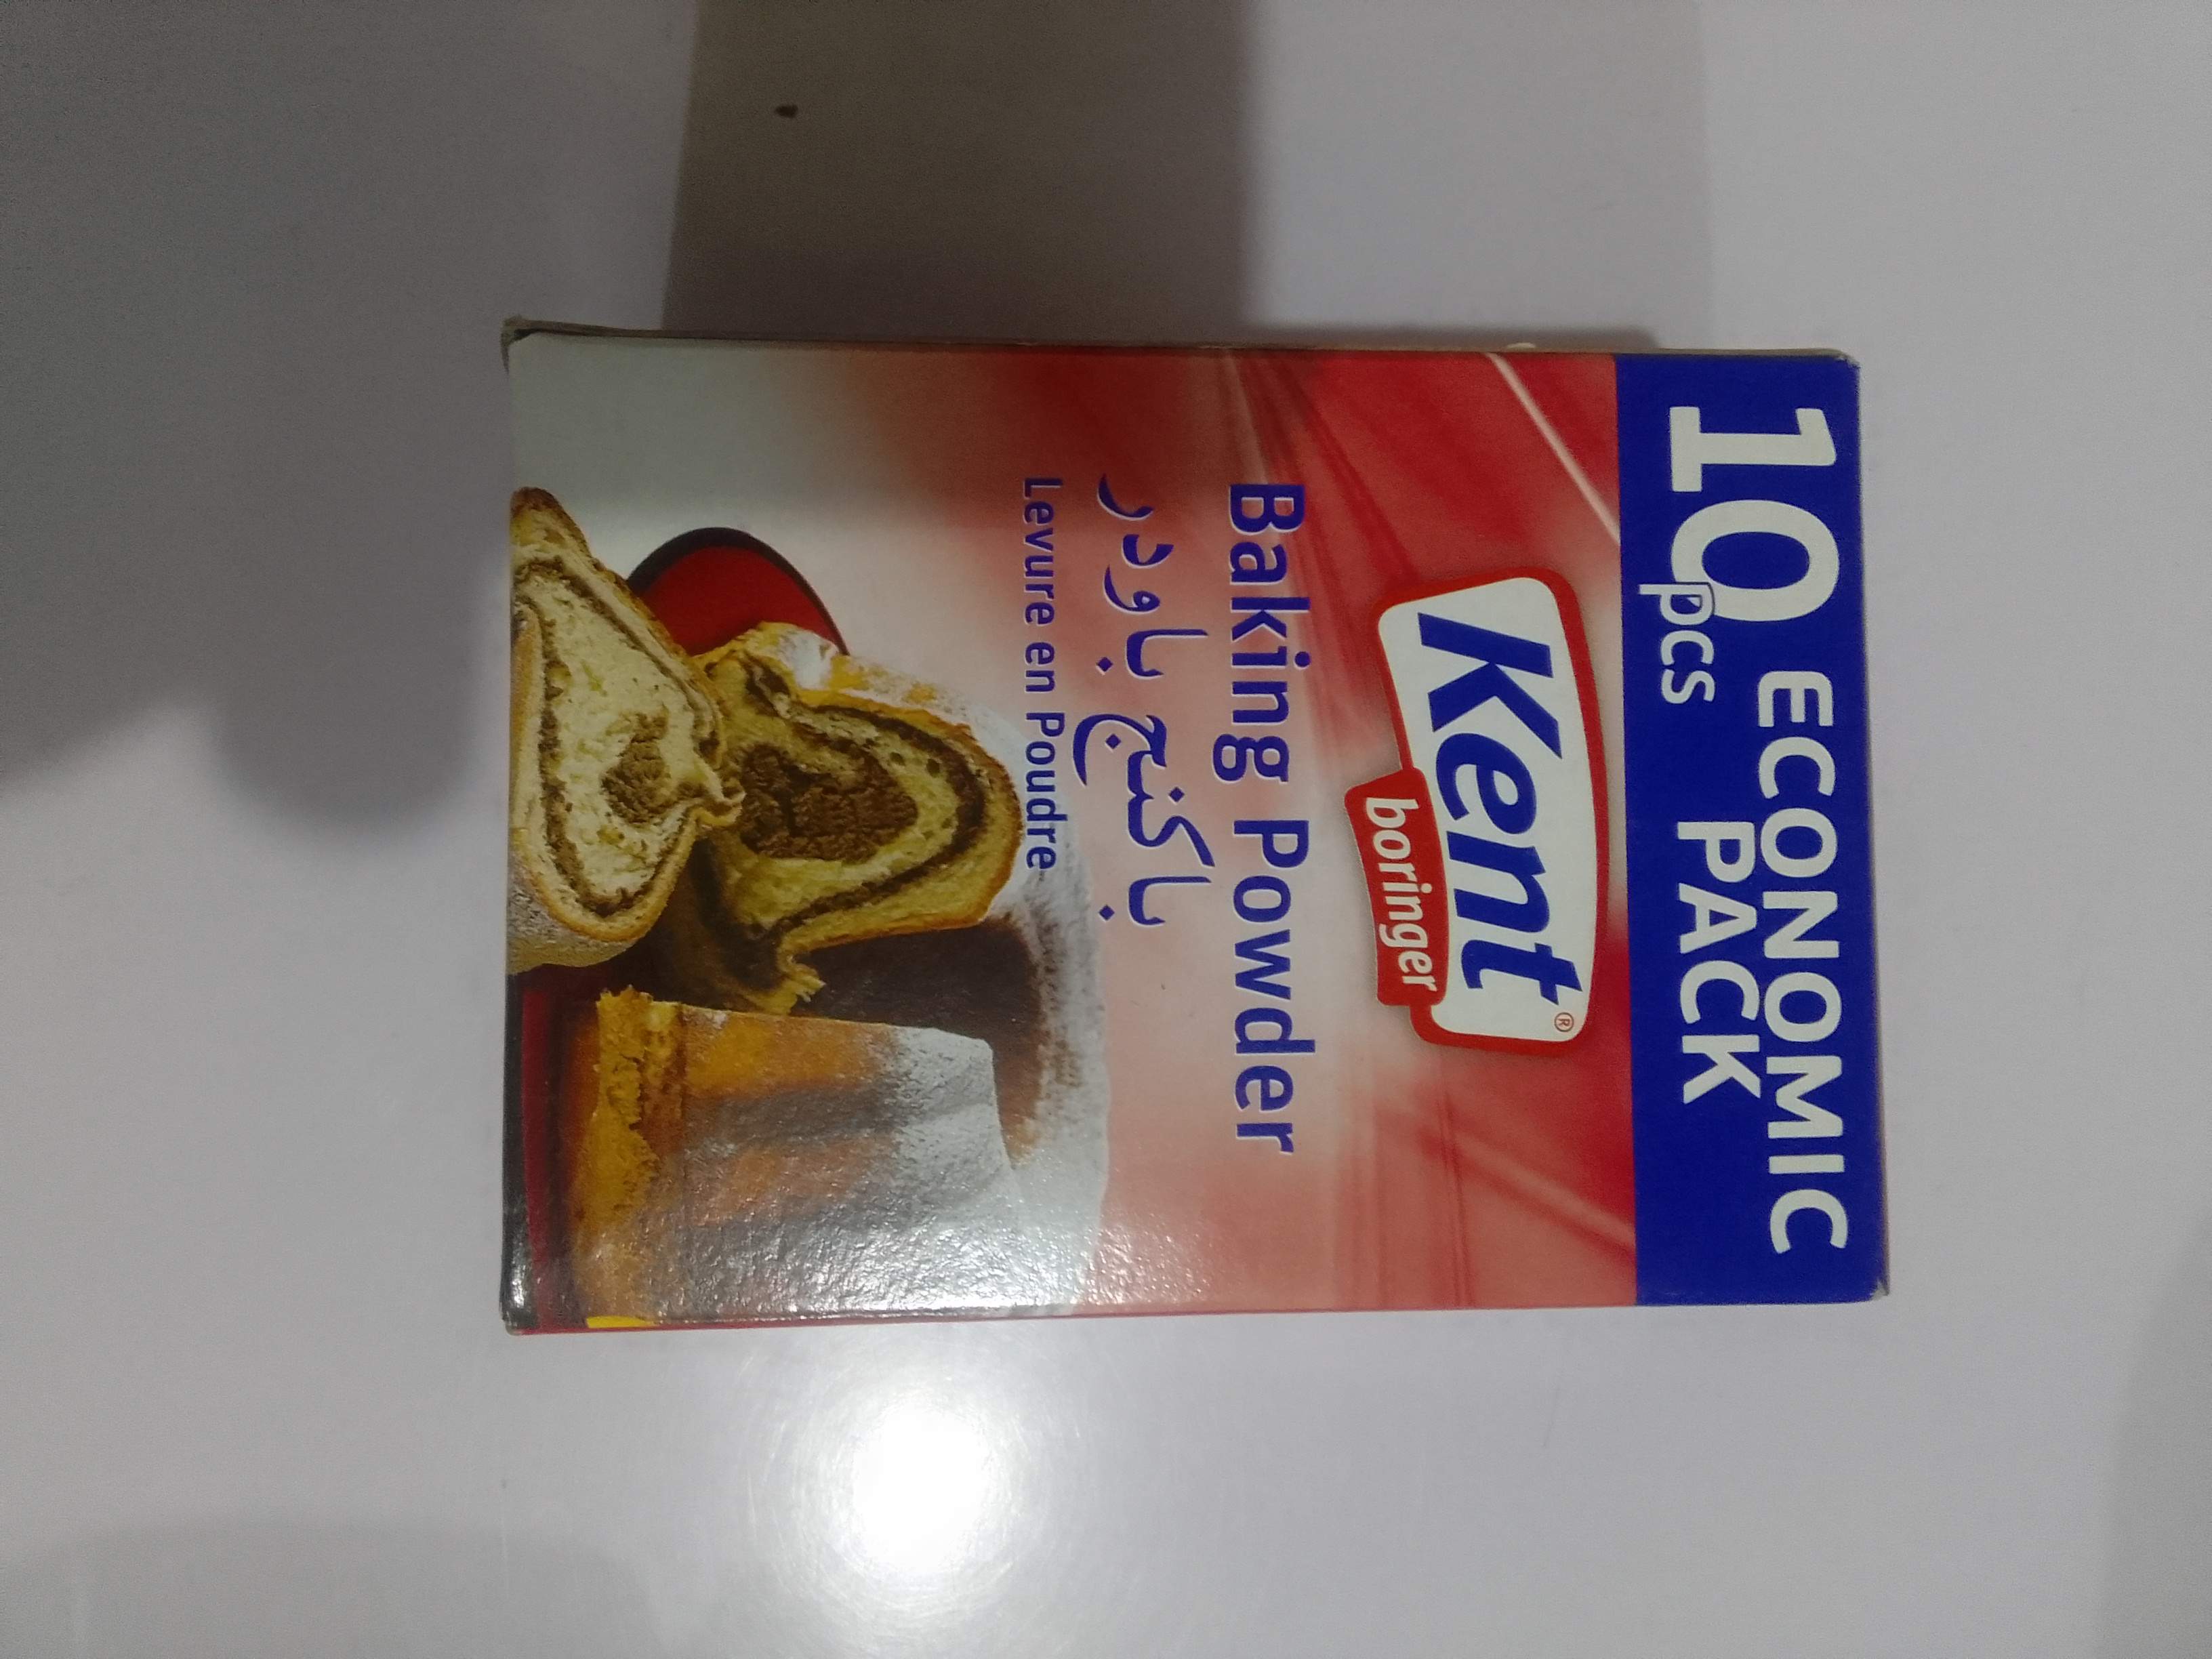 10 pcs
ECONOMIC
PACK
Kent®
boringer
Baking Powder
باكنج باودر
Levure en Poudre